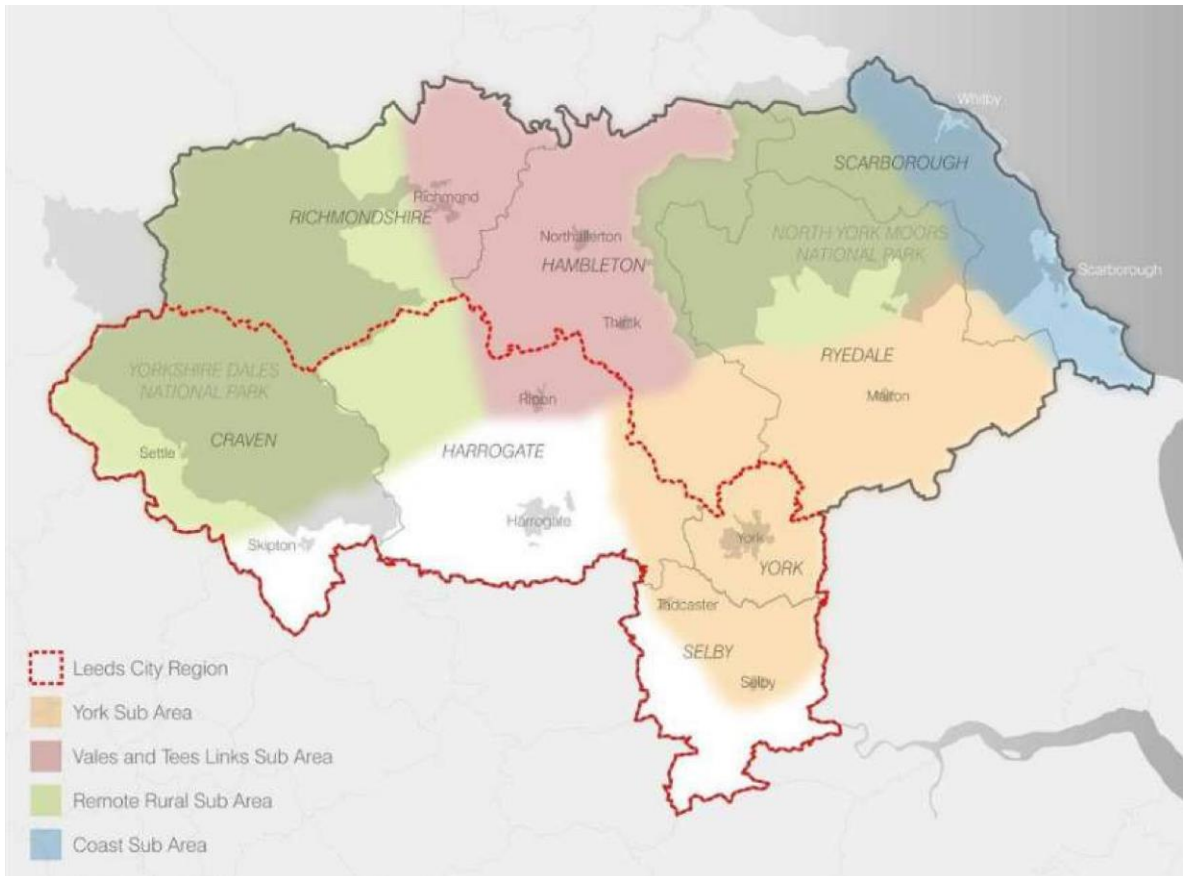 Whitby
SCARBOROUGH
Richmond
RICHMONDSHIRE
Northallerton
HAMBLETON
NORTH YORK MOORS
NATIONAL PARK
Scarborough
Thirsk
RYEDALE
YORKSHIRE DALES
NATIONAL PARK
Ripon
Malton
CRAVEN
Settle
HARROGATE
Harrogate
Skipton
York
YORK
Tadcaster
SELBY
Selby
Leeds City Region
York Sub Area
Vales and Tees Links Sub Area
Remote Rural Sub Area
Coast Sub Area